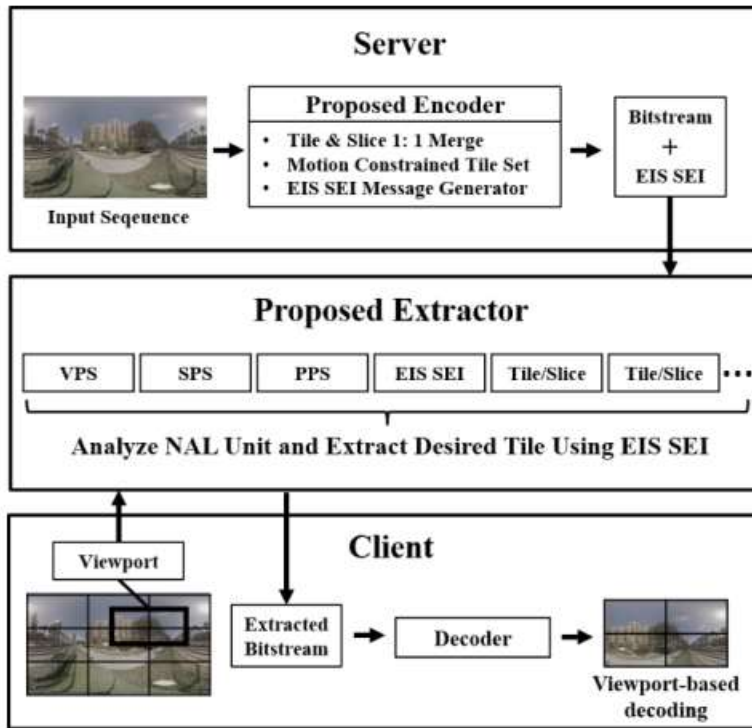 Server
Proposed Encoder
• Tile & Slice 1: 1 Merge
• Motion Constrained Tile Set
• EIS SEI Message Generator
Bitstream
+
EIS SEI
Input Seqeuence
Proposed Extractor
VPS SPS PPS EIS SEI Tile/Slice Tile/Slice •••
Analyze NAL Unit and Extract Desired Tile Using EIS SEI
Client
Viewport
Extracted
Bitstream
Decoder
Viewport-based
decoding